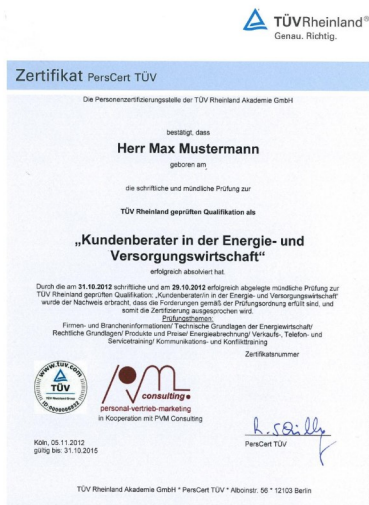 TÜVRheinland®
Genau. Richtig.
Zertifikat PersCert TÜV
Die Personenzertifizierungsstelle der TÜV Rheinland Akademie GmbH
bestätigt, dass
Herr Max Mustermann
geboren am
die schriftliche und mündliche Prüfung zur
TÜV Rheinland geprüften Qualifikation als
„Kundenberater in der Energie- und
Versorgungswirtschaft“
erfolgreich absolviert hat.
Durch die am 31.10.2012 schriftliche und am 29.10.2012 erfolgreich abgelegte mündliche Prüfung zur
TÜV Rheinland geprüften Qualifikation: „Kundenberater/in der Energie- und Versorgungswirtschaft“
wurde der Nachweis erbracht, dass die Forderungen gemäß der Prüfungsordnung erfüllt sind, und
somit die Zertifizierung ausgesprochen wird.
Prüfungsthemen:
Firmen- und Brancheninformationen/ Technische Grundlagen der Energiewirtschaft/
Rechtliche Grundlagen/ Produkte und Preise/ Energieabrechnung/ Verkaufs-, Telefon- und
Servicetraining/ Kommunikations- und Konflikttraining
Zertifikatsnummer
www.tuv.com
TÜV
pvm
consulting
personal-vertrieb-marketing
in Kooperation mit PVM Consulting
Köln, 05.11.2012
gültig bis: 31.10.2015
PersCert TÜV
TÜV Rheinland Akademie GmbH * PersCert TÜV * Alboinstr. 56 * 12103 Berlin